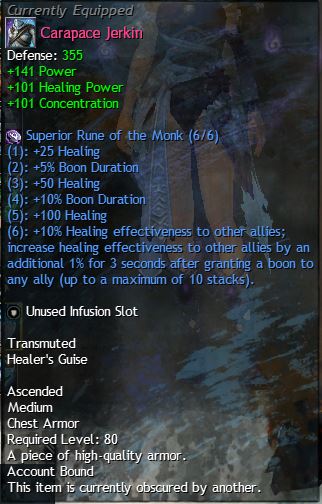 Currently Equipped
Carapace Jerkin
Defense: 355
+141 Power
+101 Healing Power
+101 Concentration
Superior Rune of the Monk (6/6)
(1): +25 Healing
(2): +5% Boon Duration
(3): +50 Healing
(4): +10% Boon Duration
(5): +100 Healing
(6): +10% Healing effectiveness to other allies;
increase healing effectiveness to other allies by an
additional 1% for 3 seconds after granting a boon to
any ally (up to a maximum of 10 stacks).
Unused Infusion Slot
Transmuted
Healer's Guise
Ascended
Medium
Chest Armor
Required Level: 80
A piece of high-quality armor.
Account Bound
This item is currently obscured by another.